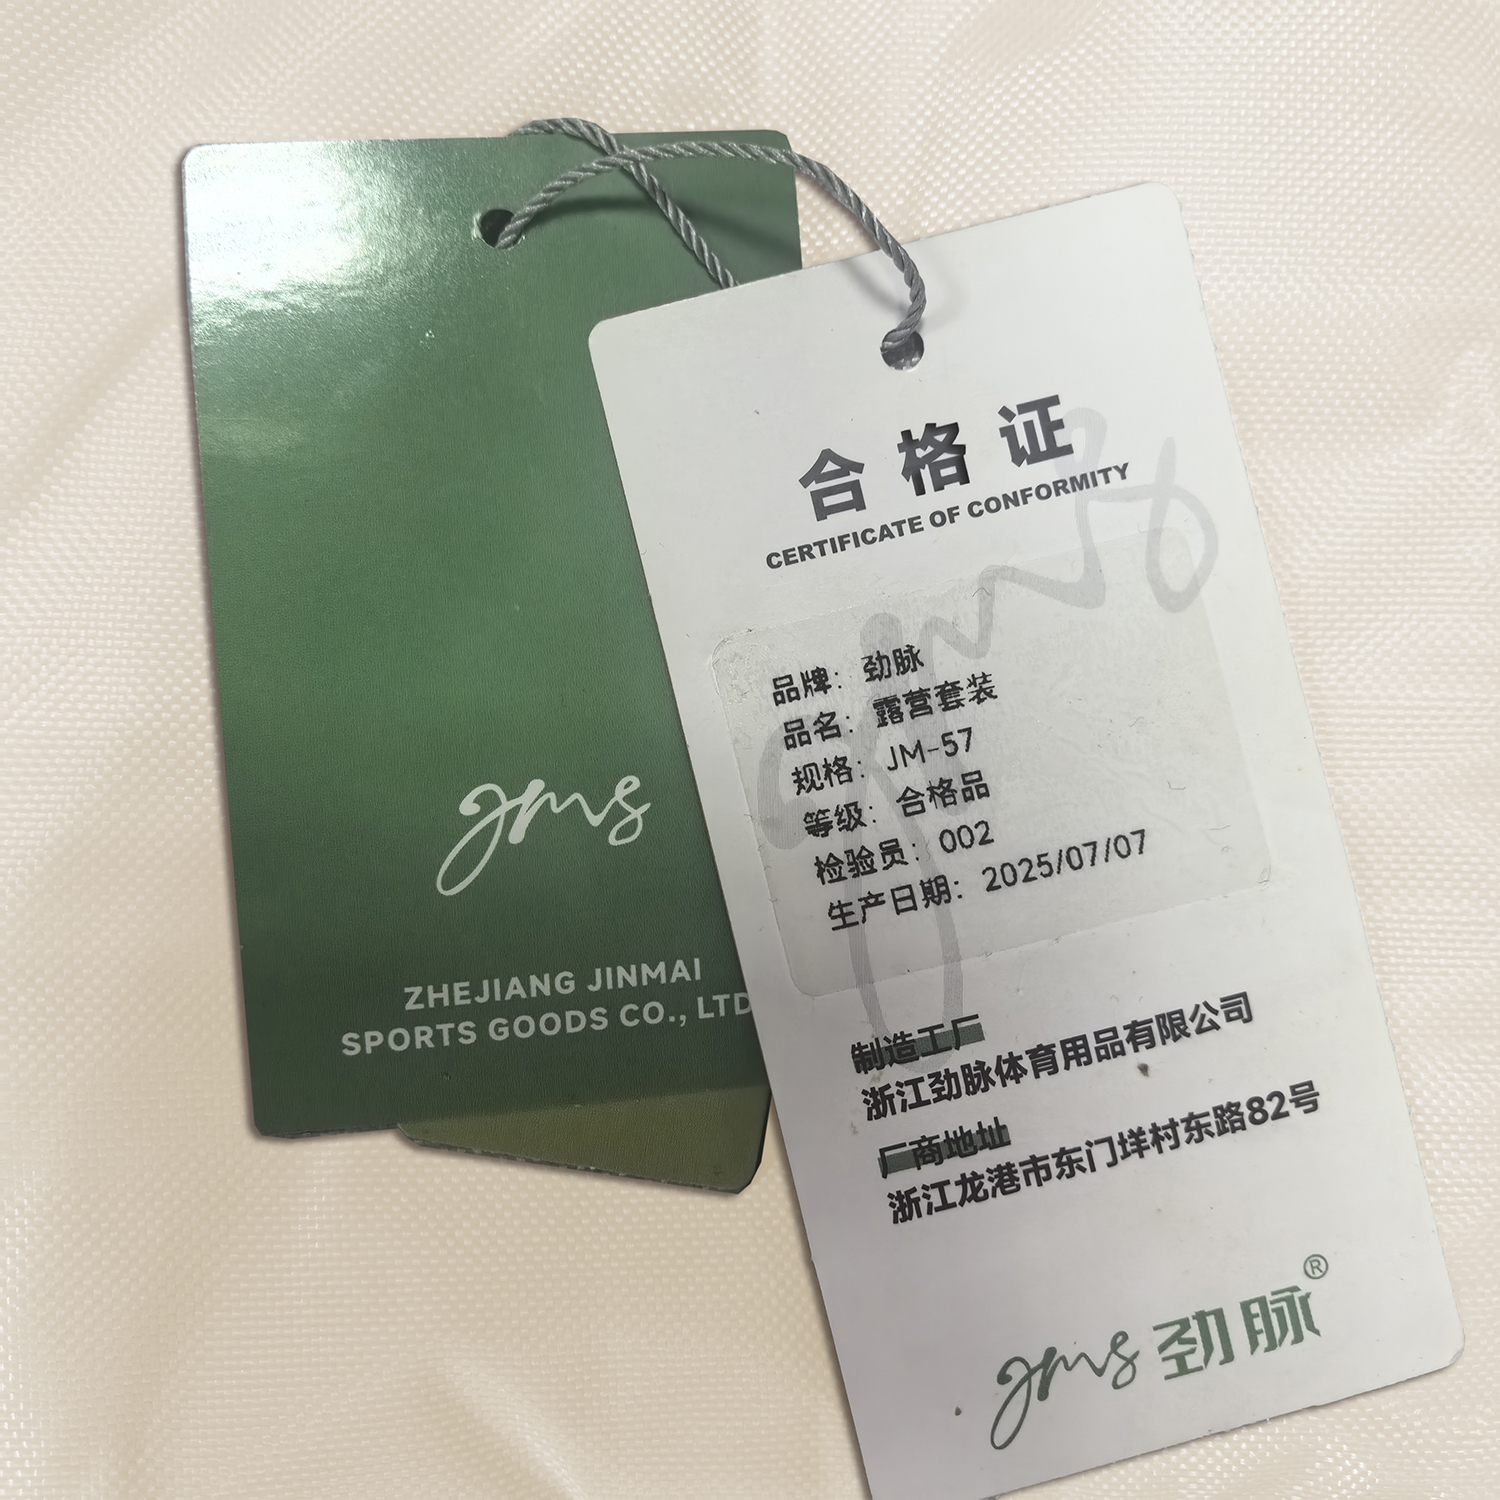 jms
ZHEJIANG JINMAI
SPORTS GOODS CO., LTD
合格证
CERTIFICATE OF CONFORMITY
品牌：劲脉
品名：露营套装
规格：JM-57
等级：合格品
检验员：002
生产日期：2025/07/07
制造工厂
浙江劲脉体育用品有限公司
厂商地址
浙江龙港市东门垟村东路82号
jms 劲脉®